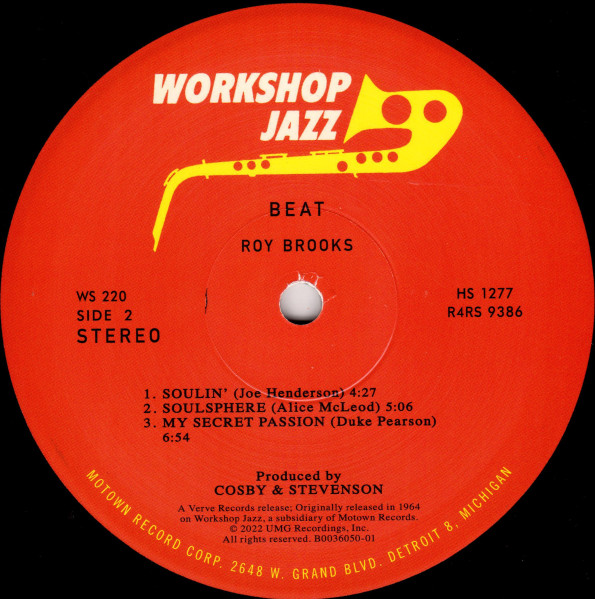 WORKSHOP
JAZZ
BEAT
ROY BROOKS
WS 220
SIDE 2
STEREO
HS 1277
R4RS 9386
1. SOULIN' (Joe Henderson) 4:27
2. SOULSPHERE (Alice McLeod) 5:06
3. MY SECRET PASSION (Duke Pearson)
6:54
Produced by
COSBY & STEVENSON
A Verve Records release; Originally released in 1964
on Workshop Jazz, a subsidiary of Motown Records.
© 2022 UMG Recordings, Inc.
All rights reserved. B0036050-01
MOTOWN RECORD CORP. 2648 W. GRAND BLVD. DETROIT 8, MICHIGAN